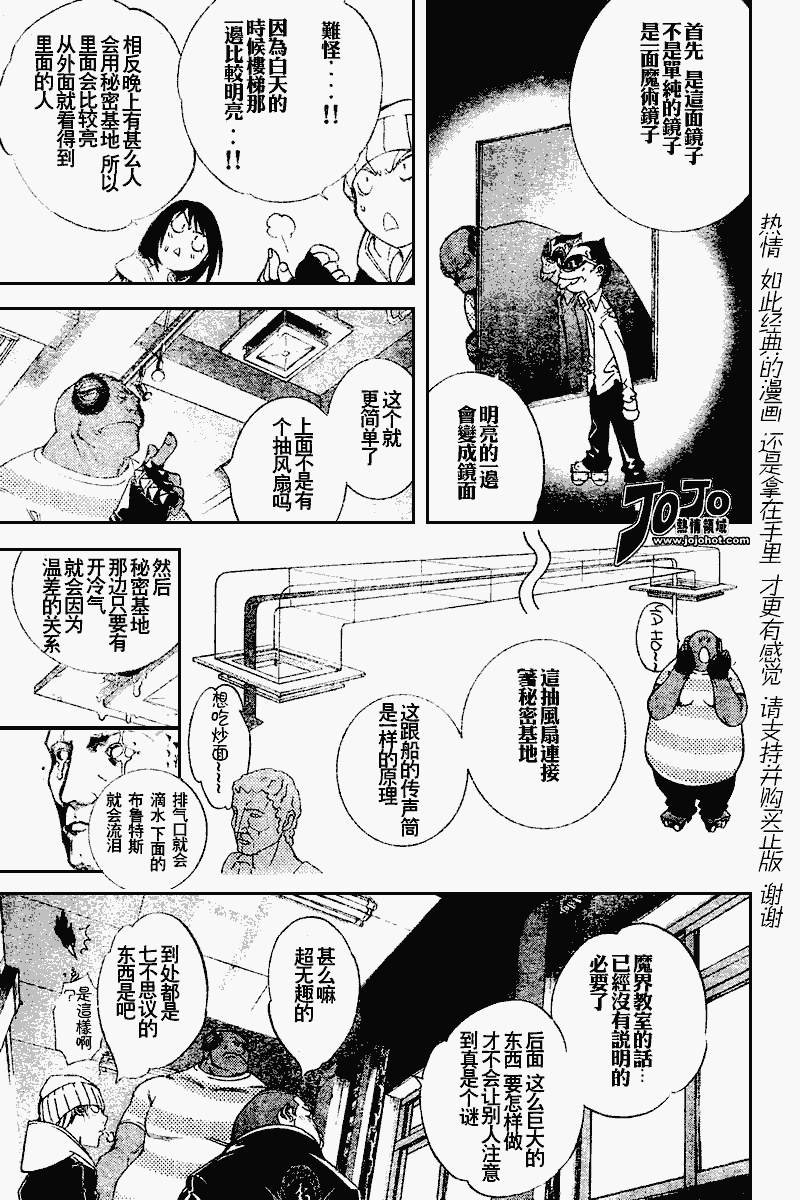 首先 是這面鏡子
不是單純的鏡子
是一面魔術鏡子
明亮的一邊
會變成鏡面
難怪‥‥!!
因為白天的
時候樓梯那
一邊比較明亮‥‥!!
相反晚上有甚么人
会用秘密基地 所以
里面会比较亮
从外面就看得到
里面的人
这个就
更简单了
上面不是有
个抽风扇吗
YA HO~~
這抽風扇連接
著秘密基地
这跟船的传声筒
是一样的原理
想吃炒面~~
然后
秘密基地
那边只要有
开冷气
就会因为
温差的关系
排气口就会
滴水 下面的
布鲁特斯
就会流泪
魔界教室的話…
已經沒有說明的
必要了
后面 这么巨大的
东西 要怎样做
才不会让别人注意
到真是个谜
甚么嘛
超无趣的
到处都是
七不思议的
东西是吧
是這樣啊
?
JOJO
熱情領域
www.jojohot.com
热情 如此经典的漫画 还是拿在手里 才更有感觉 请支持并购买正版 谢谢